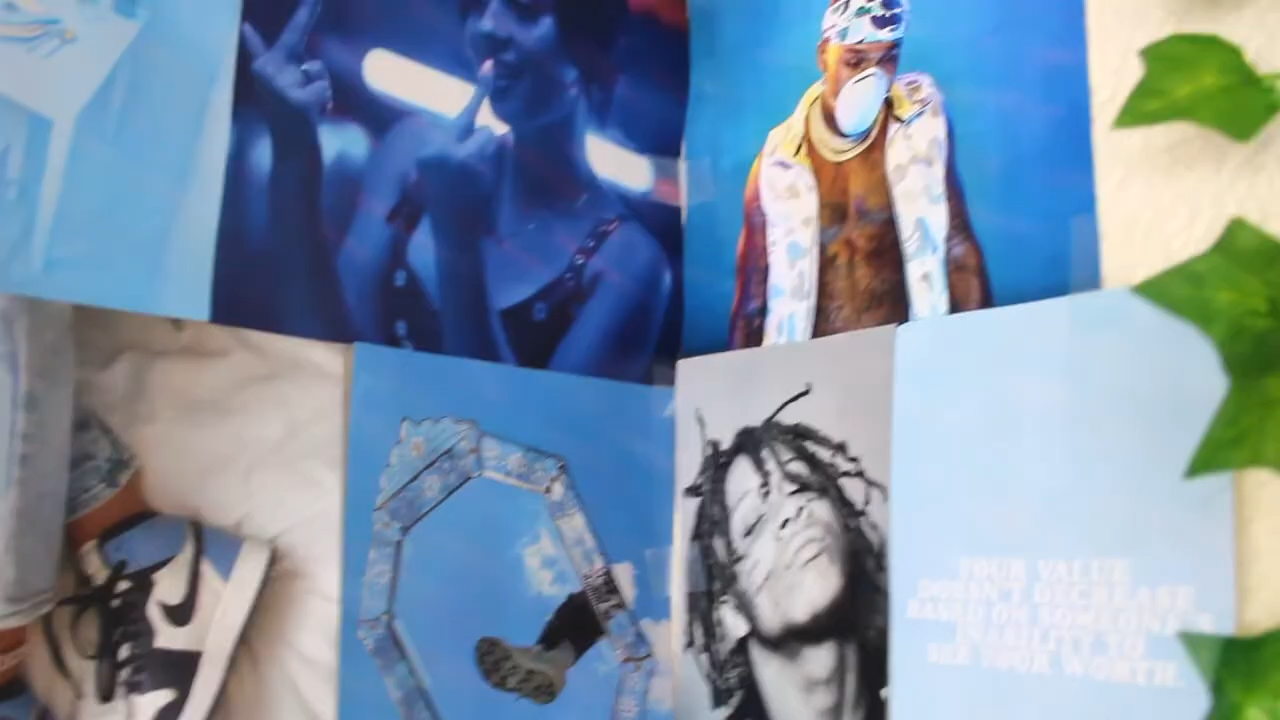 YOUR VALUE
DOESN'T DECREASE
BASED ON SOMEONE'S
INABILITY TO
SEE YOUR WORTH.